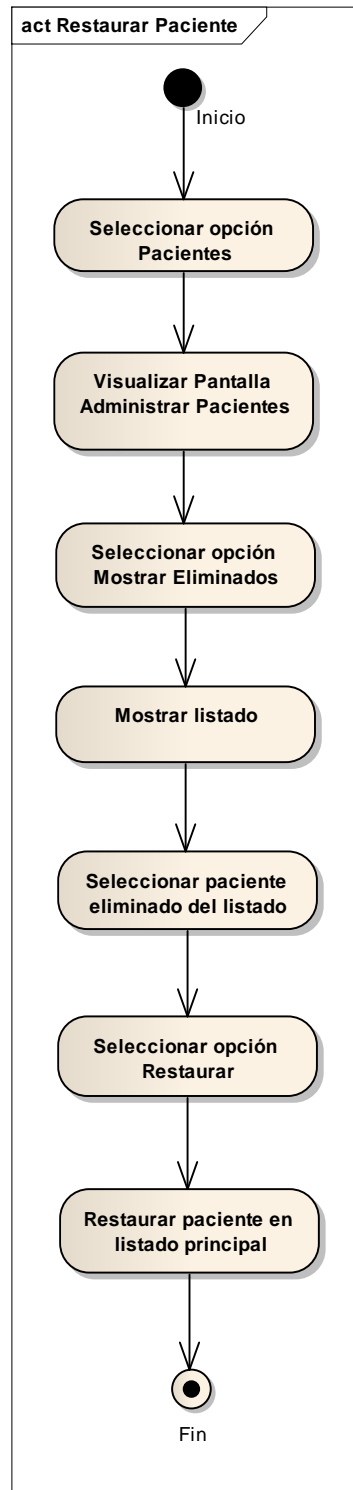 act Restaurar Paciente
Inicio
Seleccionar opción
Pacientes
Visualizar Pantalla
Administrar Pacientes
Seleccionar opción
Mostrar Eliminados
Mostrar listado
Seleccionar paciente
eliminado del listado
Seleccionar opción
Restaurar
Restaurar paciente en
listado principal
Fin